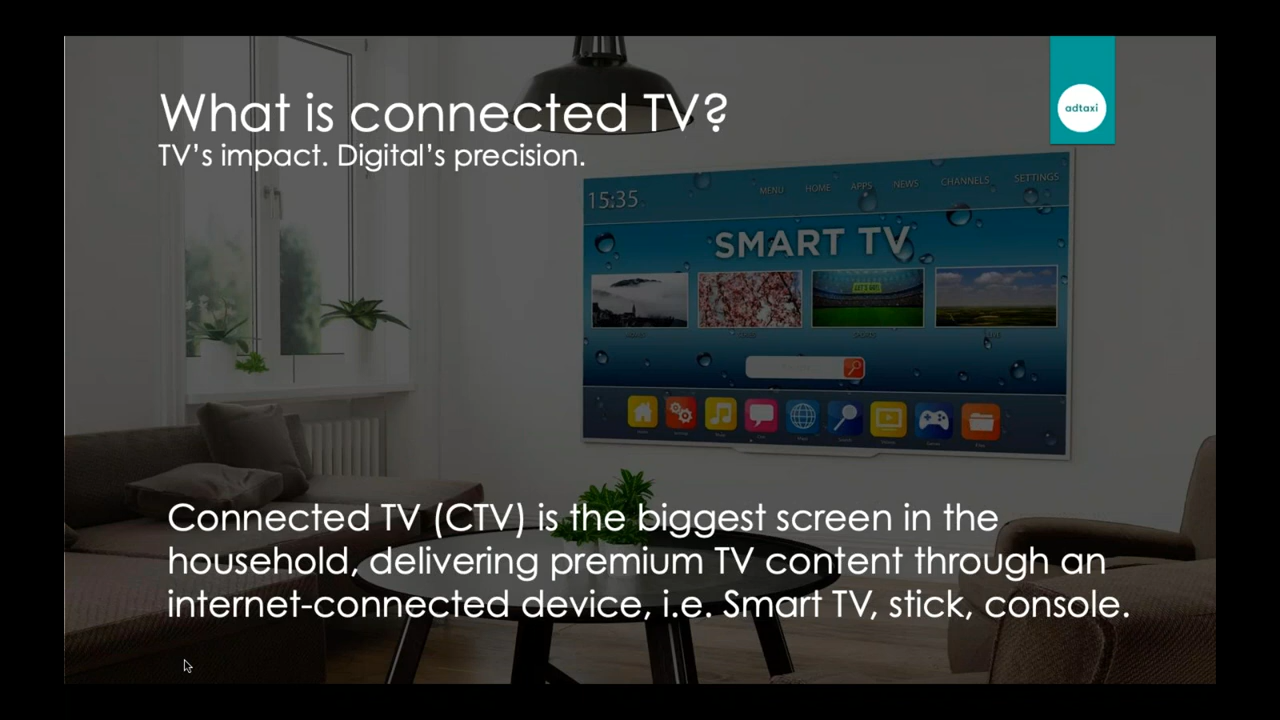 What is connected TV?
TV's impact. Digital's precision.
adtaxi
15:35
MENU HOME APPS NEWS CHANNELS SETTINGS
SMART TV
Connected TV (CTV) is the biggest screen in the
household, delivering premium TV content through an
internet-connected device, i.e. Smart TV, stick, console.